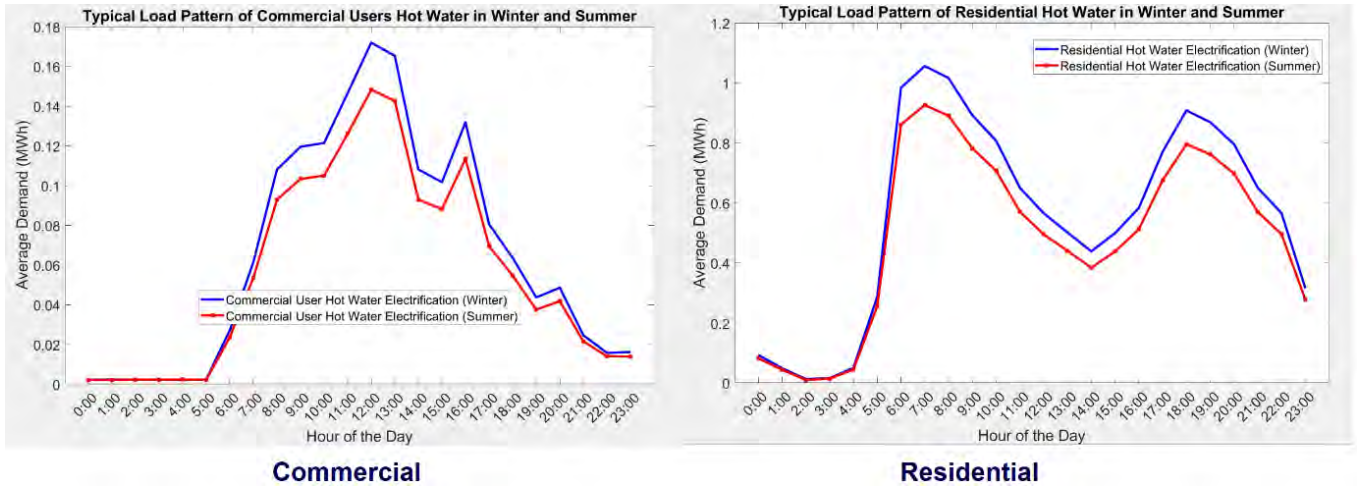 Typical Load Pattern of Commercial Users Hot Water in Winter and Summer
0.18
0.16
0.14
0.12
0.1
0.08
0.06
0.04
0.02
0
Average Demand (MWh)
Commercial User Hot Water Electrification (Winter)
Commercial User Hot Water Electrification (Summer)
0:00 1:00 2:00 3:00 4:00 5:00 6:00 7:00 8:00 9:00 10:00 11:00 12:00 13:00 14:00 15:00 16:00 17:00 18:00 19:00 20:00 21:00 22:00 23:00
Hour of the Day
Commercial
Typical Load Pattern of Residential Hot Water in Winter and Summer
1.2
1
0.8
0.6
0.4
0.2
0
Average Demand (MWh)
Residential Hot Water Electrification (Winter)
Residential Hot Water Electrification (Summer)
0:00 1:00 2:00 3:00 4:00 5:00 6:00 7:00 8:00 9:00 10:00 11:00 12:00 13:00 14:00 15:00 16:00 17:00 18:00 19:00 20:00 21:00 22:00 23:00
Hour of the Day
Residential